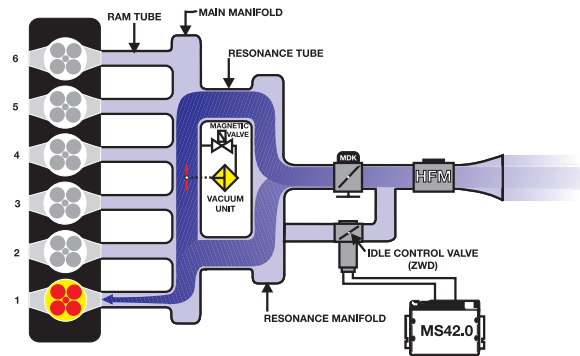 MAIN MANIFOLD
RAM TUBE
RESONANCE TUBE
6
5
4
3
2
1
MAGNETIC
VALVE
VACUUM
UNIT
MDK
HFM
IDLE CONTROL VALVE
(ZWD)
RESONANCE MANIFOLD
MS42.0